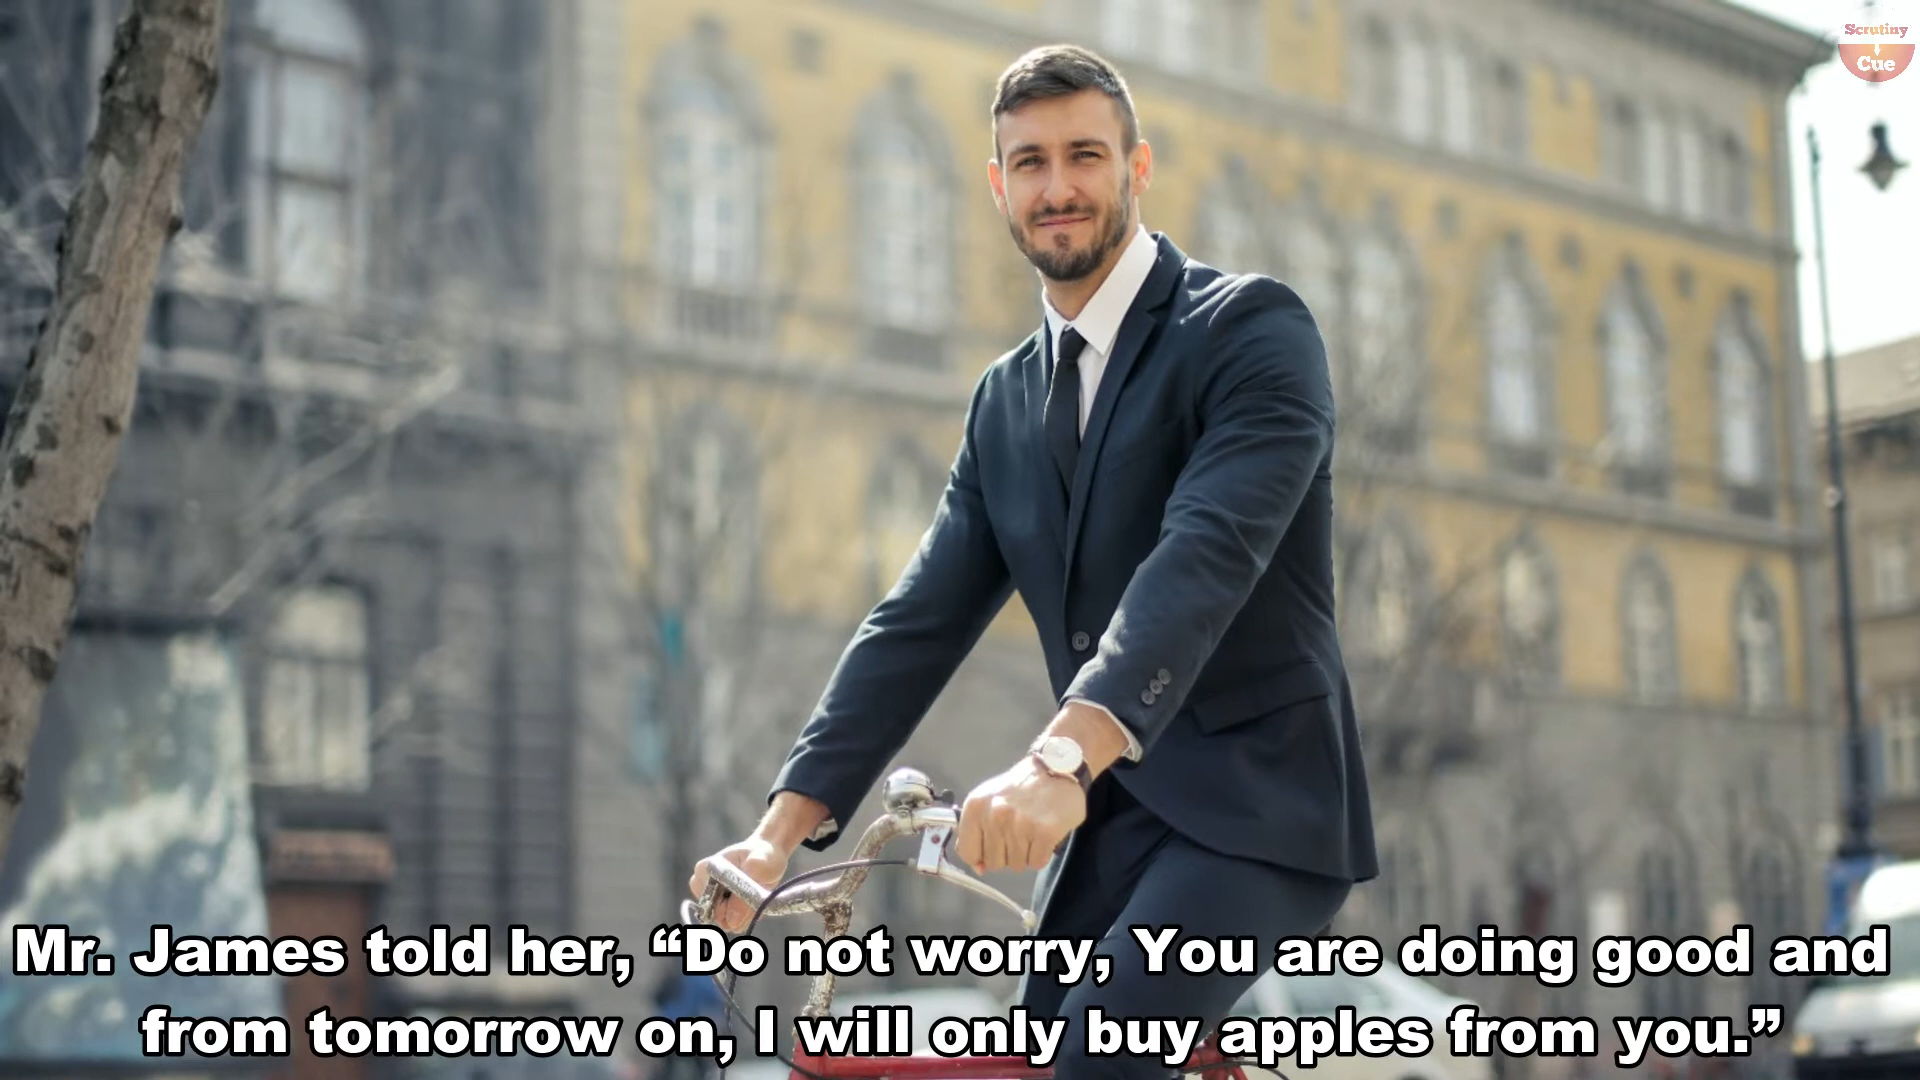 Scrutiny
Cue
Mr. James told her, “Do not worry, You are doing good and
from tomorrow on, I will only buy apples from you.”